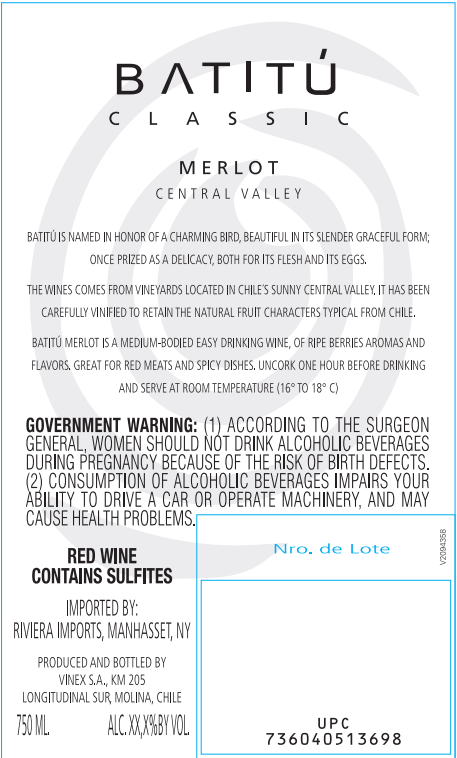 BATITÚ
CLASSIC
MERLOT
CENTRAL VALLEY
BATITÚ IS NAMED IN HONOR OF A CHARMING BIRD, BEAUTIFUL IN ITS SLENDER GRACEFUL FORM;
ONCE PRIZED AS A DELICACY, BOTH FOR ITS FLESH AND ITS EGGS.
THE WINES COMES FROM VINEYARDS LOCATED IN CHILE'S SUNNY CENTRAL VALLEY. IT HAS BEEN
CAREFULLY VINIFIED TO RETAIN THE NATURAL FRUIT CHARACTERS TYPICAL FROM CHILE.
BATITÚ MERLOT IS A MEDIUM-BODIED EASY DRINKING WINE, OF RIPE BERRIES AROMAS AND
FLAVORS. GREAT FOR RED MEATS AND SPICY DISHES. UNCORK ONE HOUR BEFORE DRINKING
AND SERVE AT ROOM TEMPERATURE (16° TO 18° C)
GOVERNMENT WARNING: (1) ACCORDING TO THE SURGEON
GENERAL, WOMEN SHOULD NOT DRINK ALCOHOLIC BEVERAGES
DURING PREGNANCY BECAUSE OF THE RISK OF BIRTH DEFECTS.
(2) CONSUMPTION OF ALCOHOLIC BEVERAGES IMPAIRS YOUR
ABILITY TO DRIVE A CAR OR OPERATE MACHINERY, AND MAY
CAUSE HEALTH PROBLEMS.
RED WINE
CONTAINS SULFITES
IMPORTED BY:
RIVIERA IMPORTS, MANHASSET, NY
PRODUCED AND BOTTLED BY
VINEX S.A., KM 205
LONGITUDINAL SUR, MOLINA, CHILE
750 ML. ALC. XX,X%BY VOL.
Nro. de Lote
V2094358
UPC
736040513698